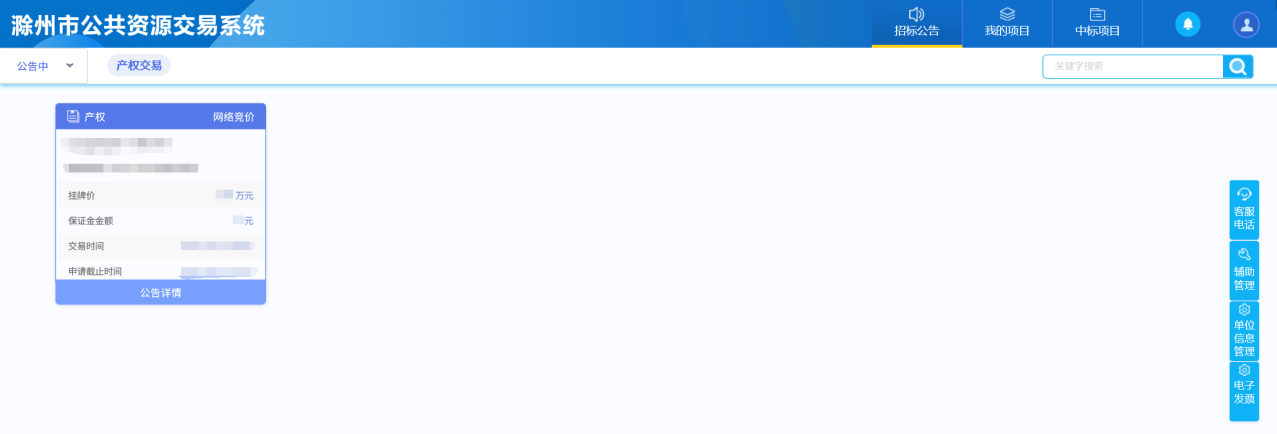 滁州市公共资源交易系统
招标公告
我的项目
中标项目
公告中
产权交易
关键字搜索
产权
网络竞价
挂牌价
万元
保证金金额
元
交易时间
申请截止时间
公告详情
客服
电话
辅助
管理
单位
信息
管理
电子
发票